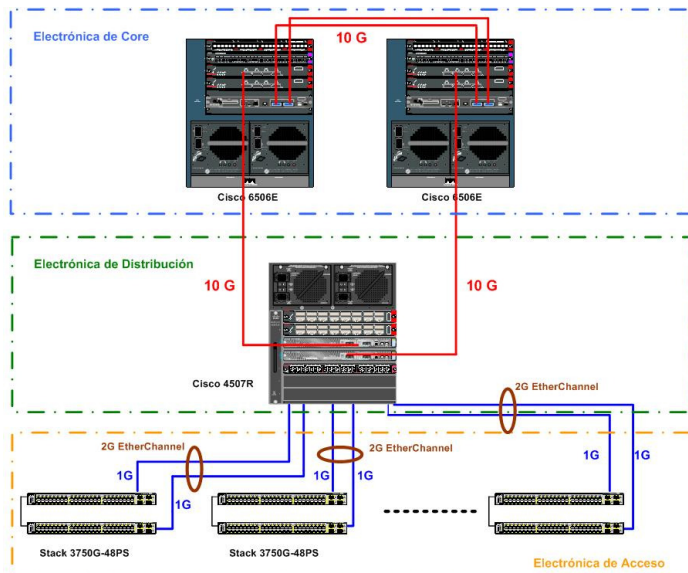 Electrónica de Core
10 G
Cisco 6506E
Cisco 6506E
Electrónica de Distribución
10 G
10 G
Cisco 4507R
2G EtherChannel
2G EtherChannel
2G EtherChannel
1G
1G
1G
1G
1G
1G
Stack 3750G-48PS
Stack 3750G-48PS
Electrónica de Acceso